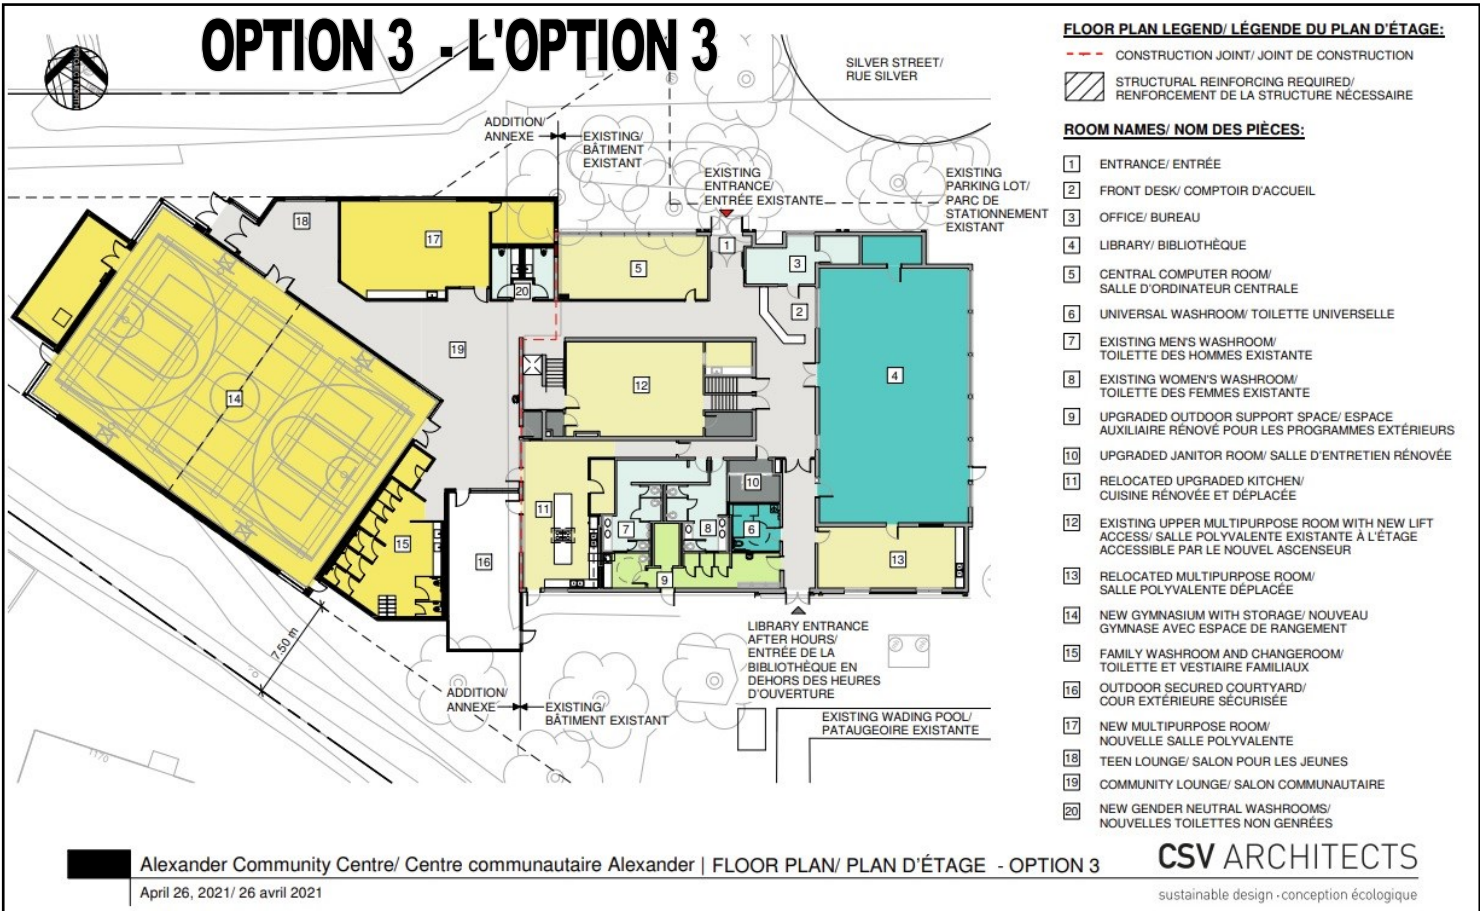 OPTION 3 - L'OPTION 3
SILVER STREET/
RUE SILVER
ADDITION/
ANNEXE
EXISTING/
BÂTIMENT
EXISTANT
EXISTING
ENTRANCE/
ENTRÉE EXISTANTE
EXISTING
PARKING LOT/
PARC DE
STATIONNEMENT
EXISTANT
18
17
20
5
1
3
2
19
12
4
14
15
16
11
7
8
10
6
9
13
7.50 m
1170
LIBRARY ENTRANCE
AFTER HOURS/
ENTRÉE DE LA
BIBLIOTHÈQUE EN
DEHORS DES HEURES
D'OUVERTURE
ADDITION/
ANNEXE
EXISTING/
BÂTIMENT EXISTANT
EXISTING WADING POOL/
PATAUGEOIRE EXISTANTE
FLOOR PLAN LEGEND/ LÉGENDE DU PLAN D'ÉTAGE:
CONSTRUCTION JOINT/ JOINT DE CONSTRUCTION
STRUCTURAL REINFORCING REQUIRED/
RENFORCEMENT DE LA STRUCTURE NÉCESSAIRE
ROOM NAMES/ NOM DES PIÈCES:
1 ENTRANCE/ ENTRÉE
2 FRONT DESK/ COMPTOIR D'ACCUEIL
3 OFFICE/ BUREAU
4 LIBRARY/ BIBLIOTHÈQUE
5 CENTRAL COMPUTER ROOM/
SALLE D'ORDINATEUR CENTRALE
6 UNIVERSAL WASHROOM/ TOILETTE UNIVERSELLE
7 EXISTING MEN'S WASHROOM/
TOILETTE DES HOMMES EXISTANTE
8 EXISTING WOMEN'S WASHROOM/
TOILETTE DES FEMMES EXISTANTE
9 UPGRADED OUTDOOR SUPPORT SPACE/ ESPACE
AUXILIAIRE RÉNOVÉ POUR LES PROGRAMMES EXTÉRIEURS
10 UPGRADED JANITOR ROOM/ SALLE D'ENTRETIEN RÉNOVÉE
11 RELOCATED UPGRADED KITCHEN/
CUISINE RÉNOVÉE ET DÉPLACÉE
12 EXISTING UPPER MULTIPURPOSE ROOM WITH NEW LIFT
ACCESS/ SALLE POLYVALENTE EXISTANTE À L'ÉTAGE
ACCESSIBLE PAR LE NOUVEL ASCENSEUR
13 RELOCATED MULTIPURPOSE ROOM/
SALLE POLYVALENTE DÉPLACÉE
14 NEW GYMNASIUM WITH STORAGE/ NOUVEAU
GYMNASE AVEC ESPACE DE RANGEMENT
15 FAMILY WASHROOM AND CHANGEROOM/
TOILETTE ET VESTIAIRE FAMILIAUX
16 OUTDOOR SECURED COURTYARD/
COUR EXTÉRIEURE SÉCURISÉE
17 NEW MULTIPURPOSE ROOM/
NOUVELLE SALLE POLYVALENTE
18 TEEN LOUNGE/ SALON POUR LES JEUNES
19 COMMUNITY LOUNGE/ SALON COMMUNAUTAIRE
20 NEW GENDER NEUTRAL WASHROOMS/
NOUVELLES TOILETTES NON GENRÉES
Alexander Community Centre/ Centre communautaire Alexander | FLOOR PLAN/ PLAN D'ÉTAGE - OPTION 3
April 26, 2021/ 26 avril 2021
CSV ARCHITECTS
sustainable design · conception écologique